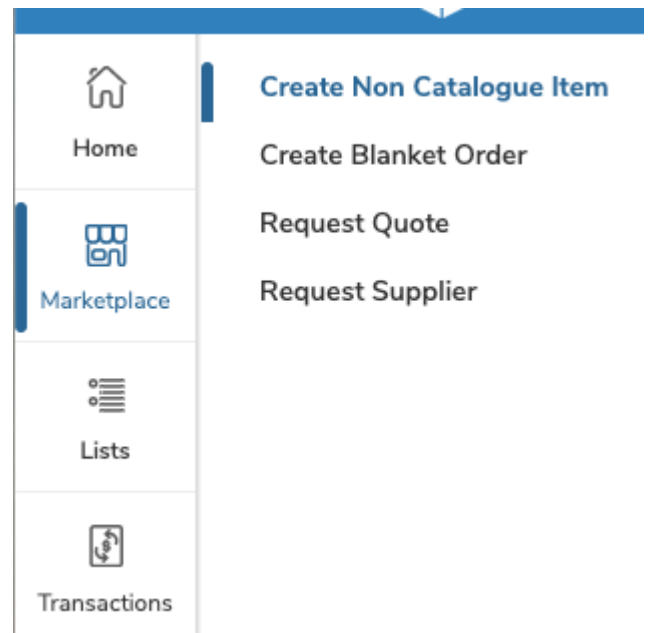 Home
Marketplace
Lists
Transactions
Create Non Catalogue Item
Create Blanket Order
Request Quote
Request Supplier